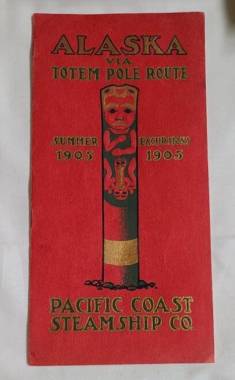 ALASKA
VIA
TOTEM POLE ROUTE
SUMMER EXCURSIONS
1905 1905
PACIFIC COAST
STEAMSHIP CO